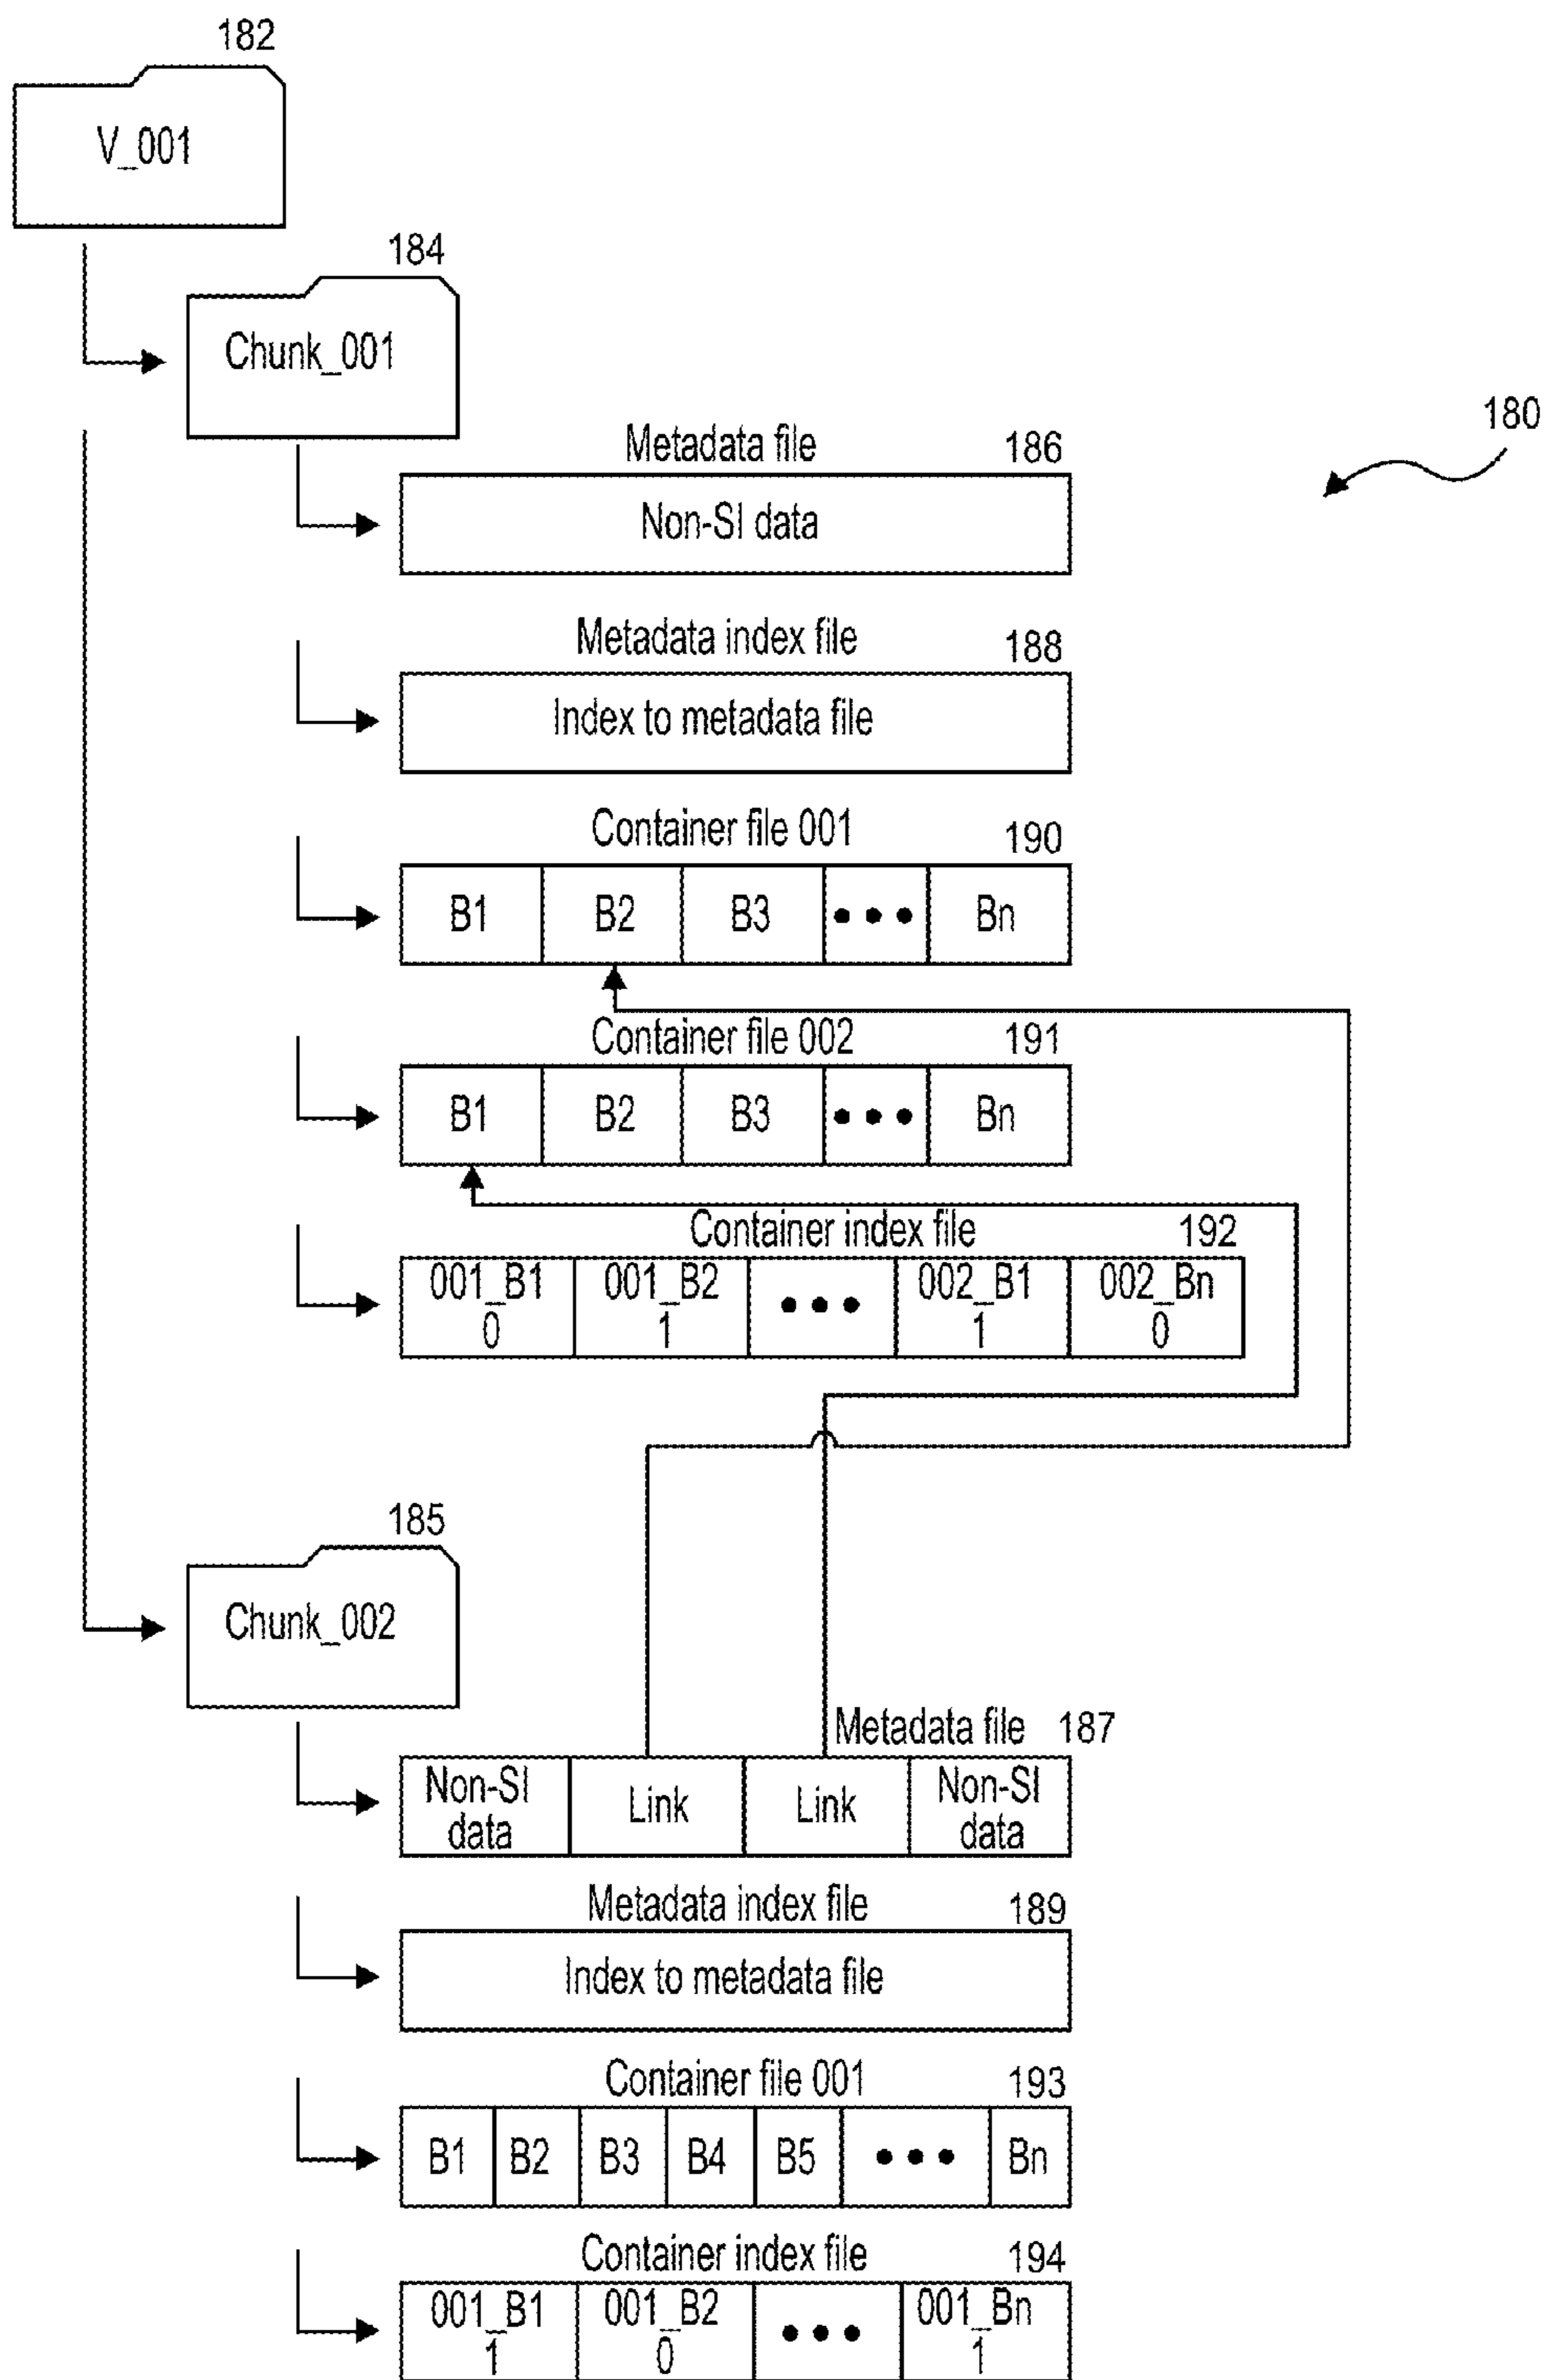 182
V_001
184
Chunk_001
180
Metadata file 186
Non-SI data
Metadata index file 188
Index to metadata file
Container file 001 190
B1 B2 B3 ••• Bn
Container file 002 191
B1 B2 B3 ••• Bn
Container index file 192
001_B1 001_B2 ••• 002_B1 002_Bn
0 1 1 0
185
Chunk_002
Metadata file 187
Non-SI Link Link Non-SI
data data
Metadata index file 189
Index to metadata file
Container file 001 193
B1 B2 B3 B4 B5 ••• Bn
Container index file 194
001_B1 001_B2 ••• 001_Bn
1 0 1